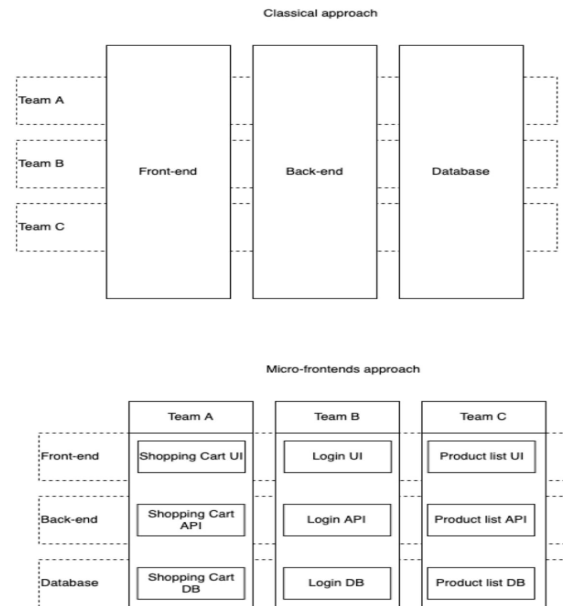 Classical approach
Team A
Team B
Front-end
Back-end
Database
Team C
Micro-frontends approach
Team A
Team B
Team C
Front-end
Shopping Cart UI
Login UI
Product list UI
Back-end
Shopping Cart
API
Login API
Product list API
Database
Shopping Cart
DB
Login DB
Product list DB